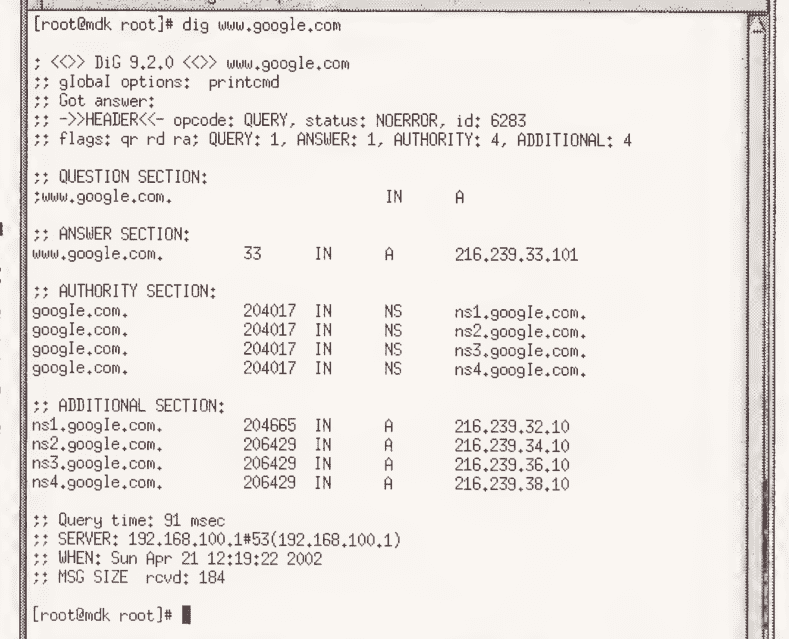 [root@mdk root]# dig www.google.com
; <<>> DiG 9.2.0 <<>> www.google.com
;; global options:  printcmd
;; Got answer:
;; ->>HEADER<<- opcode: QUERY, status: NOERROR, id: 6283
;; flags: qr rd ra; QUERY: 1, ANSWER: 1, AUTHORITY: 4, ADDITIONAL: 4
;; QUESTION SECTION:
;www.google.com. IN A
;; ANSWER SECTION:
www.google.com. 33 IN A 216.239.33.101
;; AUTHORITY SECTION:
google.com. 204017 IN NS ns1.google.com.
google.com. 204017 IN NS ns2.google.com.
google.com. 204017 IN NS ns3.google.com.
google.com. 204017 IN NS ns4.google.com.
;; ADDITIONAL SECTION:
ns1.google.com. 204665 IN A 216.239.32.10
ns2.google.com. 206429 IN A 216.239.34.10
ns3.google.com. 206429 IN A 216.239.36.10
ns4.google.com. 206429 IN A 216.239.38.10
;; Query time: 91 msec
;; SERVER: 192.168.100.1#53(192.168.100.1)
;; WHEN: Sun Apr 21 12:19:22 2002
;; MSG SIZE  rcvd: 184
[root@mdk root]#